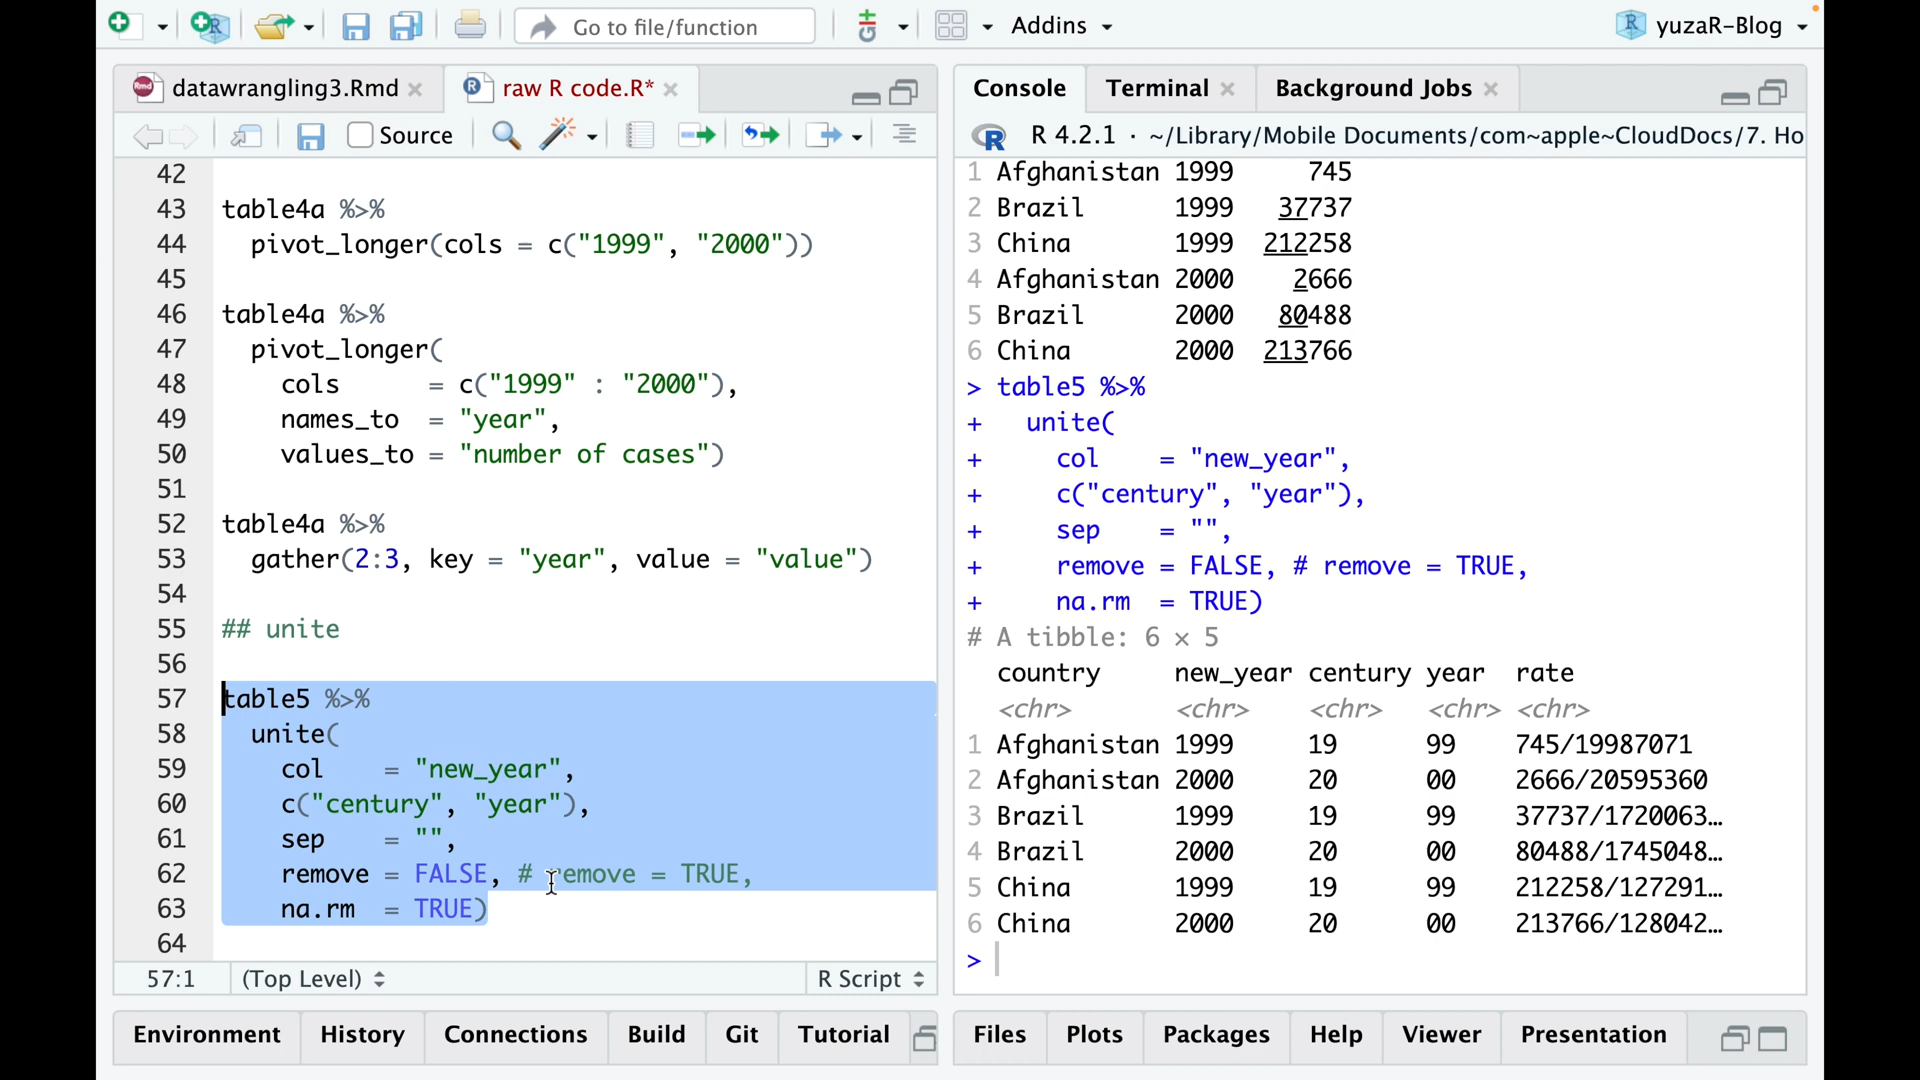 Go to file/function
Addins
yuzaR-Blog
datawrangling3.Rmd
raw R code.R*
Source
42
43 table4a %>%
44 pivot_longer(cols = c("1999", "2000"))
45
46 table4a %>%
47 pivot_longer(
48 cols = c("1999" : "2000"),
49 names_to = "year",
50 values_to = "number of cases")
51
52 table4a %>%
53 gather(2:3, key = "year", value = "value")
54
55 ## unite
56
57 table5 %>%
58 unite(
59 col = "new_year",
60 c("century", "year"),
61 sep = "",
62 remove = FALSE, # remove = TRUE,
63 na.rm = TRUE)
64
57:1 (Top Level) R Script
Environment History Connections Build Git Tutorial
Console Terminal Background Jobs
R 4.2.1 · ~/Library/Mobile Documents/com~apple~CloudDocs/7. Ho
1 Afghanistan 1999 745
2 Brazil 1999 37737
3 China 1999 212258
4 Afghanistan 2000 2666
5 Brazil 2000 80488
6 China 2000 213766
> table5 %>%
+ unite(
+ col = "new_year",
+ c("century", "year"),
+ sep = "",
+ remove = FALSE, # remove = TRUE,
+ na.rm = TRUE)
# A tibble: 6 × 5
country new_year century year rate
<chr> <chr> <chr> <chr> <chr>
1 Afghanistan 1999 19 99 745/19987071
2 Afghanistan 2000 20 00 2666/20595360
3 Brazil 1999 19 99 37737/1720063…
4 Brazil 2000 20 00 80488/1745048…
5 China 1999 19 99 212258/127291…
6 China 2000 20 00 213766/128042…
>
Files Plots Packages Help Viewer Presentation